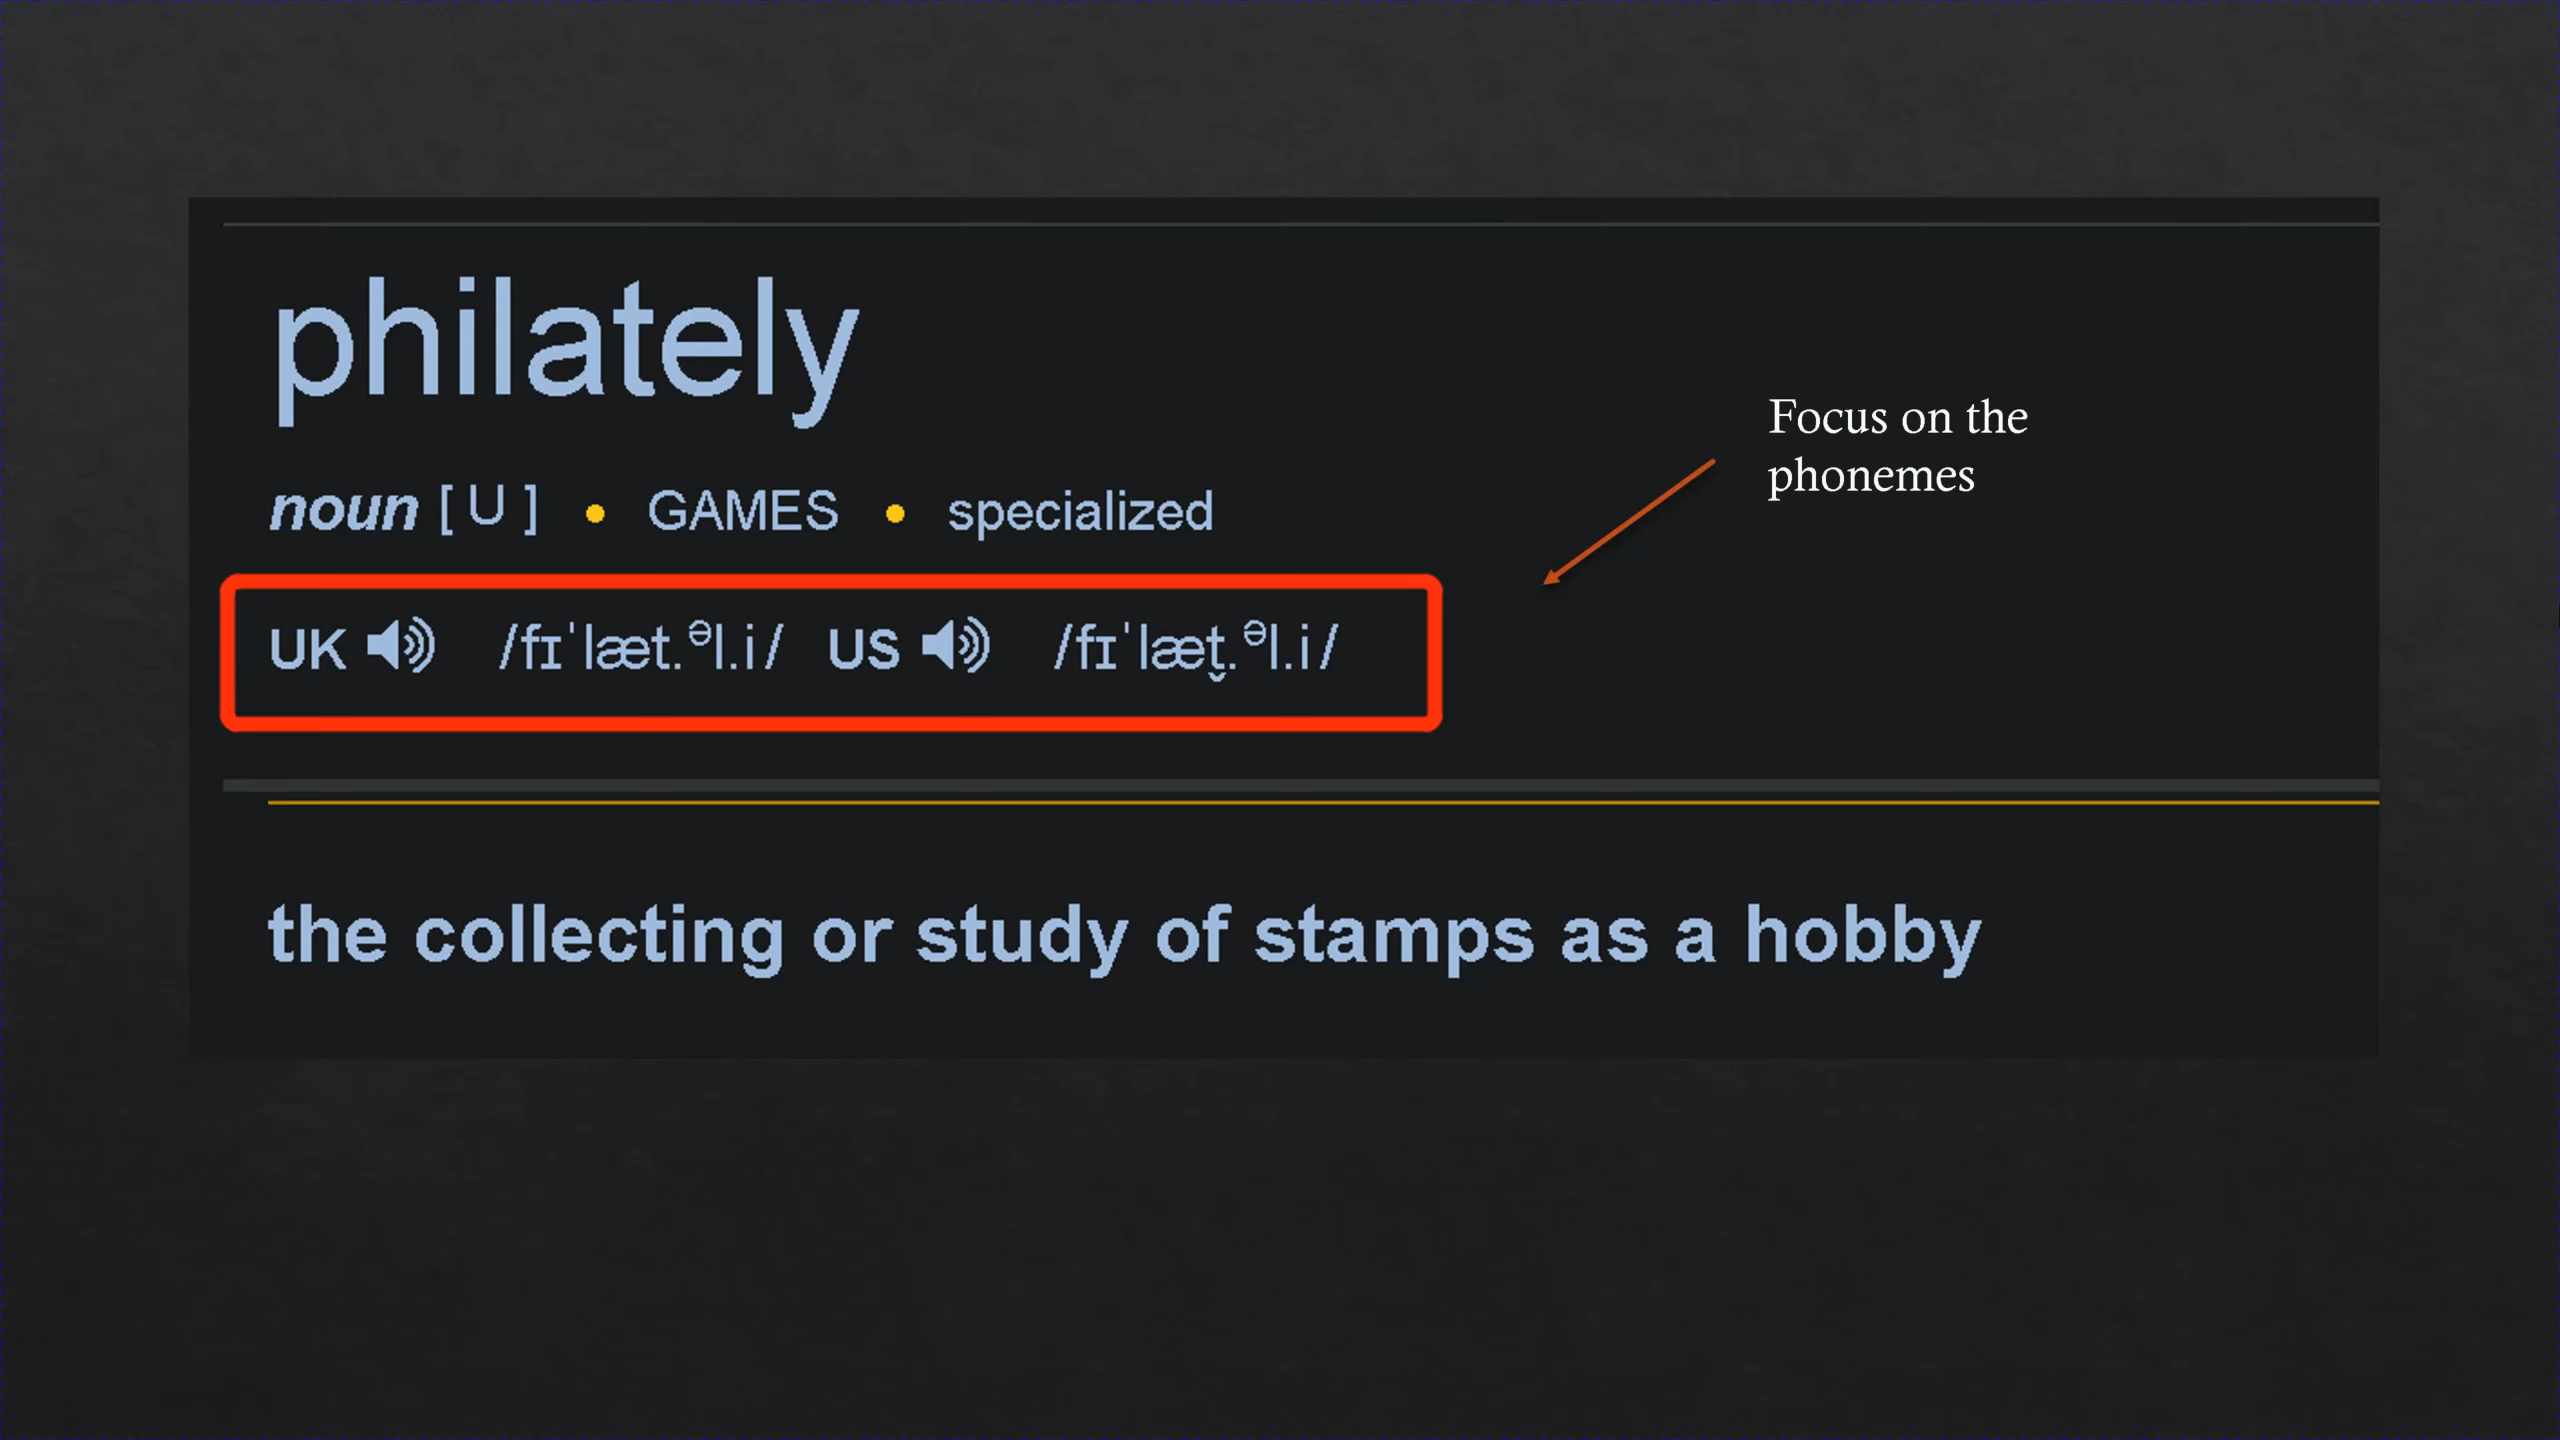 philately
noun [ U ] • GAMES • specialized
Focus on the
phonemes
UK /fɪˈlæt.ᵊl.i/ US /fɪˈlæt̬.ᵊl.i/
the collecting or study of stamps as a hobby